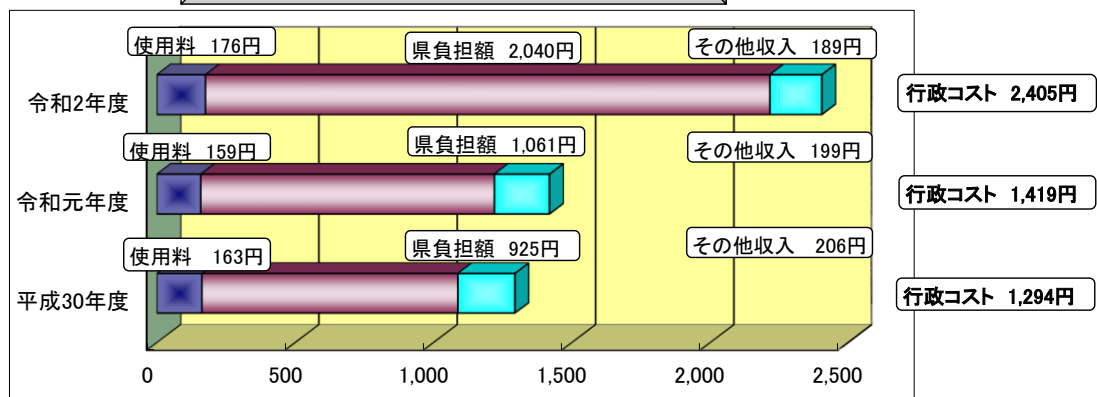 使用料 176円 県負担額 2,040円 その他収入 189円
令和2年度 行政コスト 2,405円
使用料 159円 県負担額 1,061円 その他収入 199円
令和元年度 行政コスト 1,419円
使用料 163円 県負担額 925円 その他収入 206円
平成30年度 行政コスト 1,294円
0 500 1,000 1,500 2,000 2,500